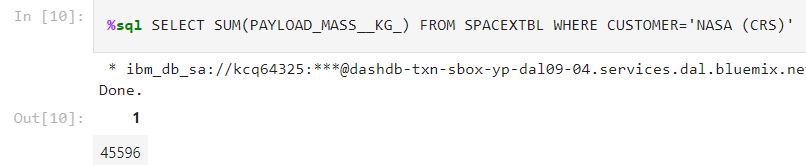 In [10]: %sql SELECT SUM(PAYLOAD_MASS__KG_) FROM SPACEXTBL WHERE CUSTOMER='NASA (CRS)'
* ibm_db_sa://kcq64325:***@dashdb-txn-sbox-yp-dal09-04.services.dal.bluemix.ne
Done.
Out[10]: 1
45596